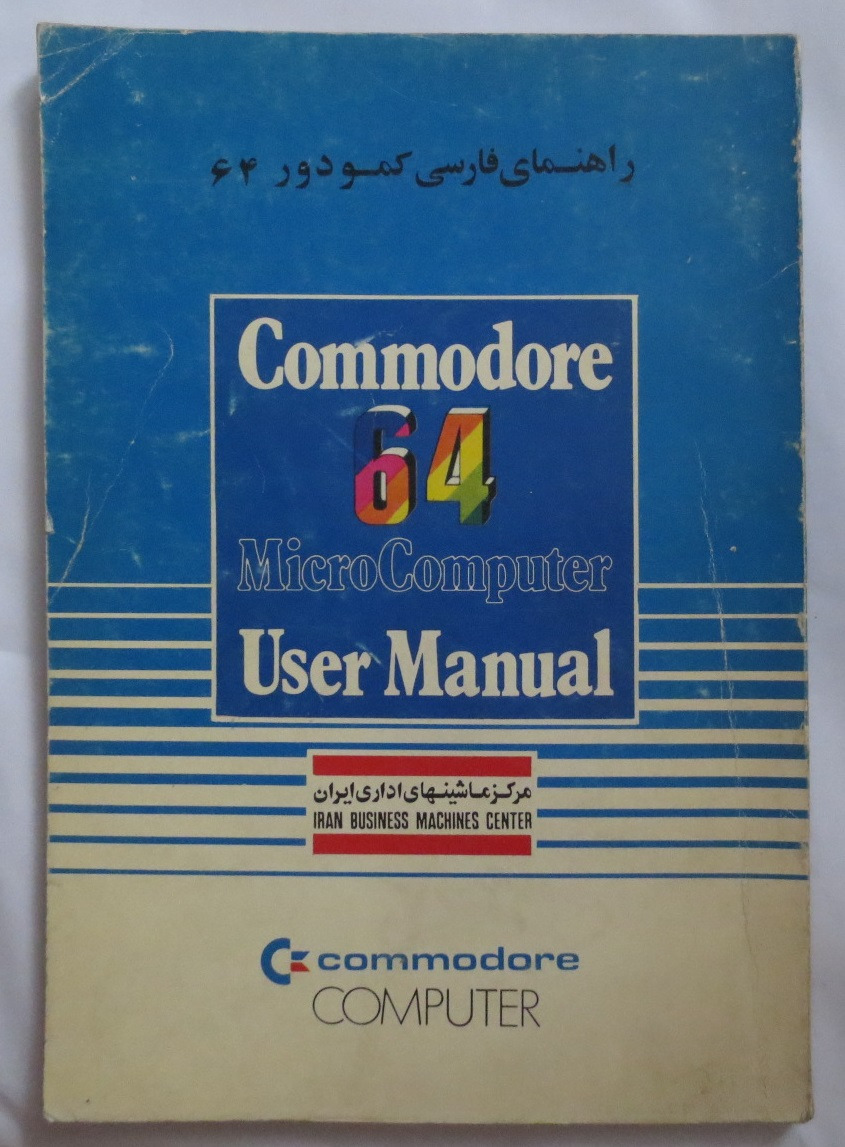 راهنمای فارسی کمودور ۶۴
Commodore
64
MicroComputer
User Manual
مرکز ماشینهای اداری ایران
IRAN BUSINESS MACHINES CENTER
commodore
COMPUTER